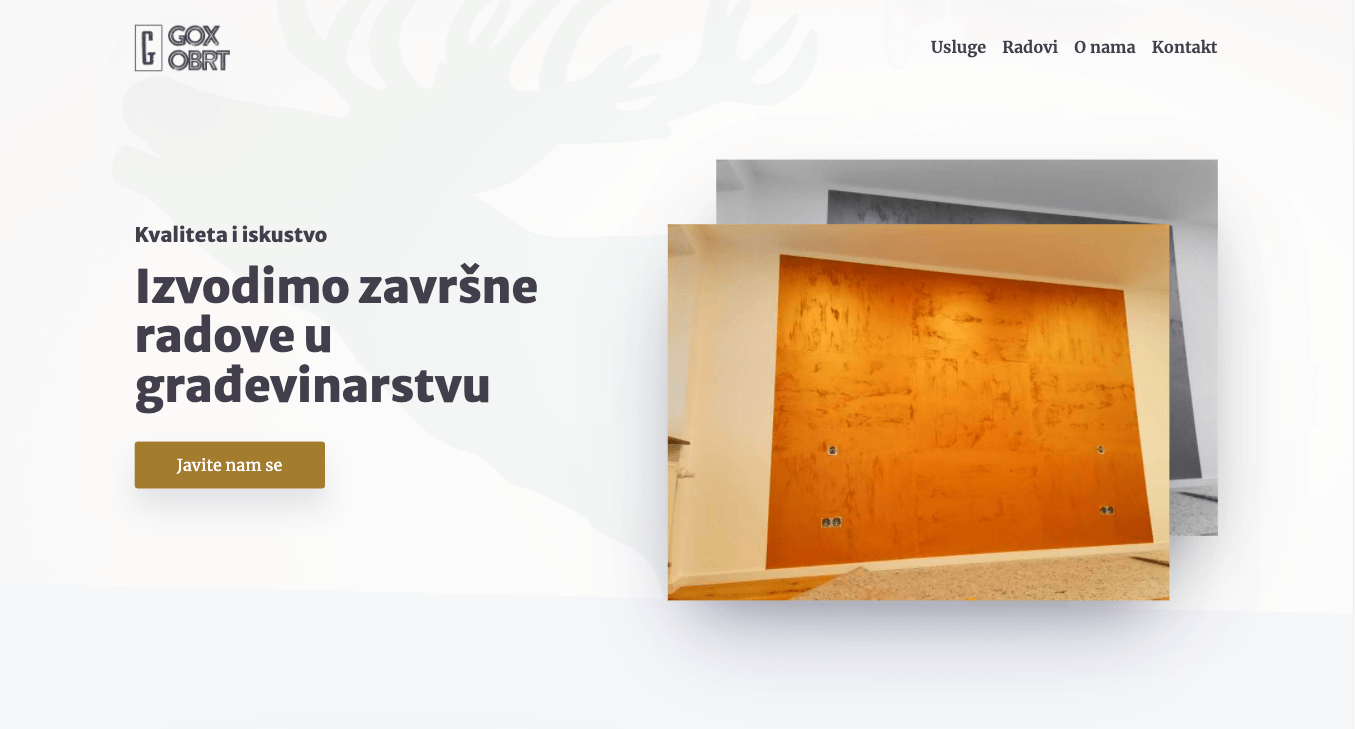 GOX
OBRT
Usluge Radovi O nama Kontakt
Kvaliteta i iskustvo
Izvodimo završne
radove u
građevinarstvu
Javite nam se